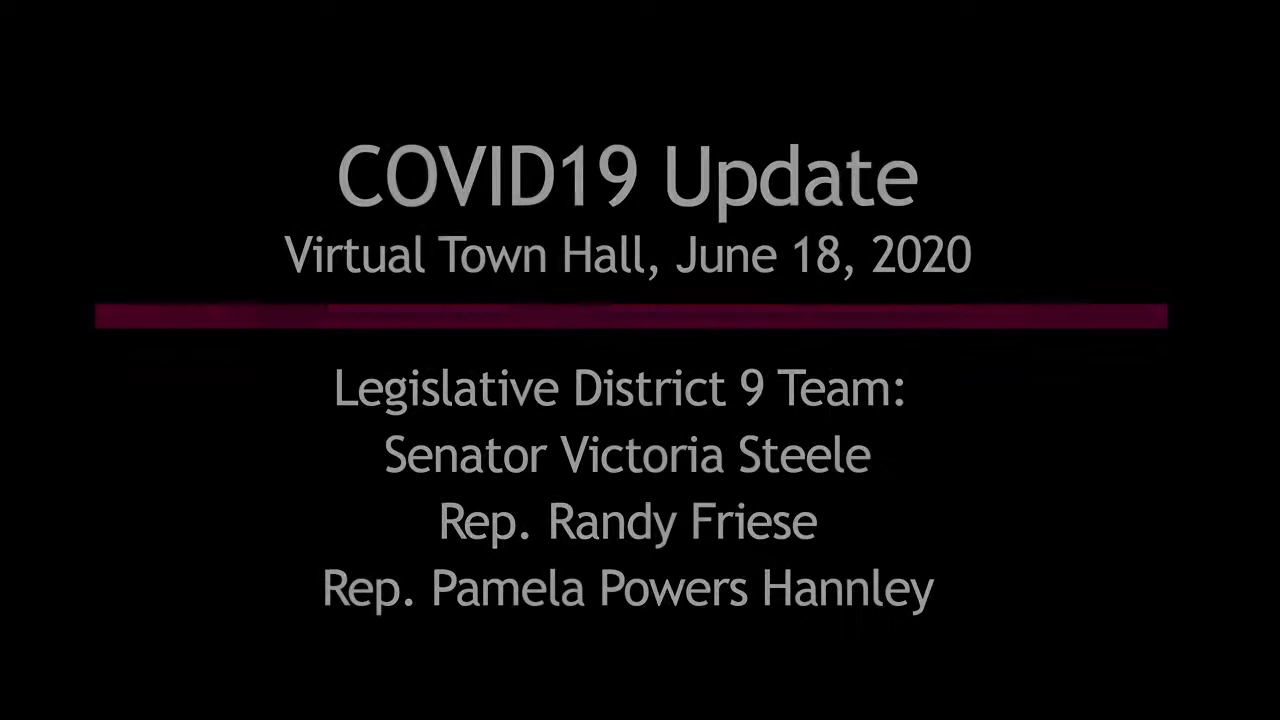 COVID19 Update
Virtual Town Hall, June 18, 2020
Legislative District 9 Team:
Senator Victoria Steele
Rep. Randy Friese
Rep. Pamela Powers Hannley